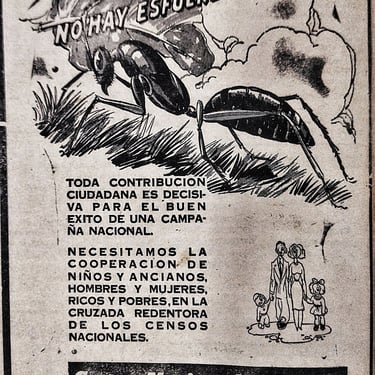 NO HAY
TODA CONTRIBUCION
CIUDADANA ES DECISI-
VA PARA EL BUEN
EXITO DE UNA CAMPA-
ÑA NACIONAL.
NECESITAMOS LA
COOPERACION DE
NIÑOS Y ANCIANOS,
HOMBRES Y MUJERES,
RICOS Y POBRES, EN LA
CRUZADA REDENTORA
DE LOS CENSOS
NACIONALES.